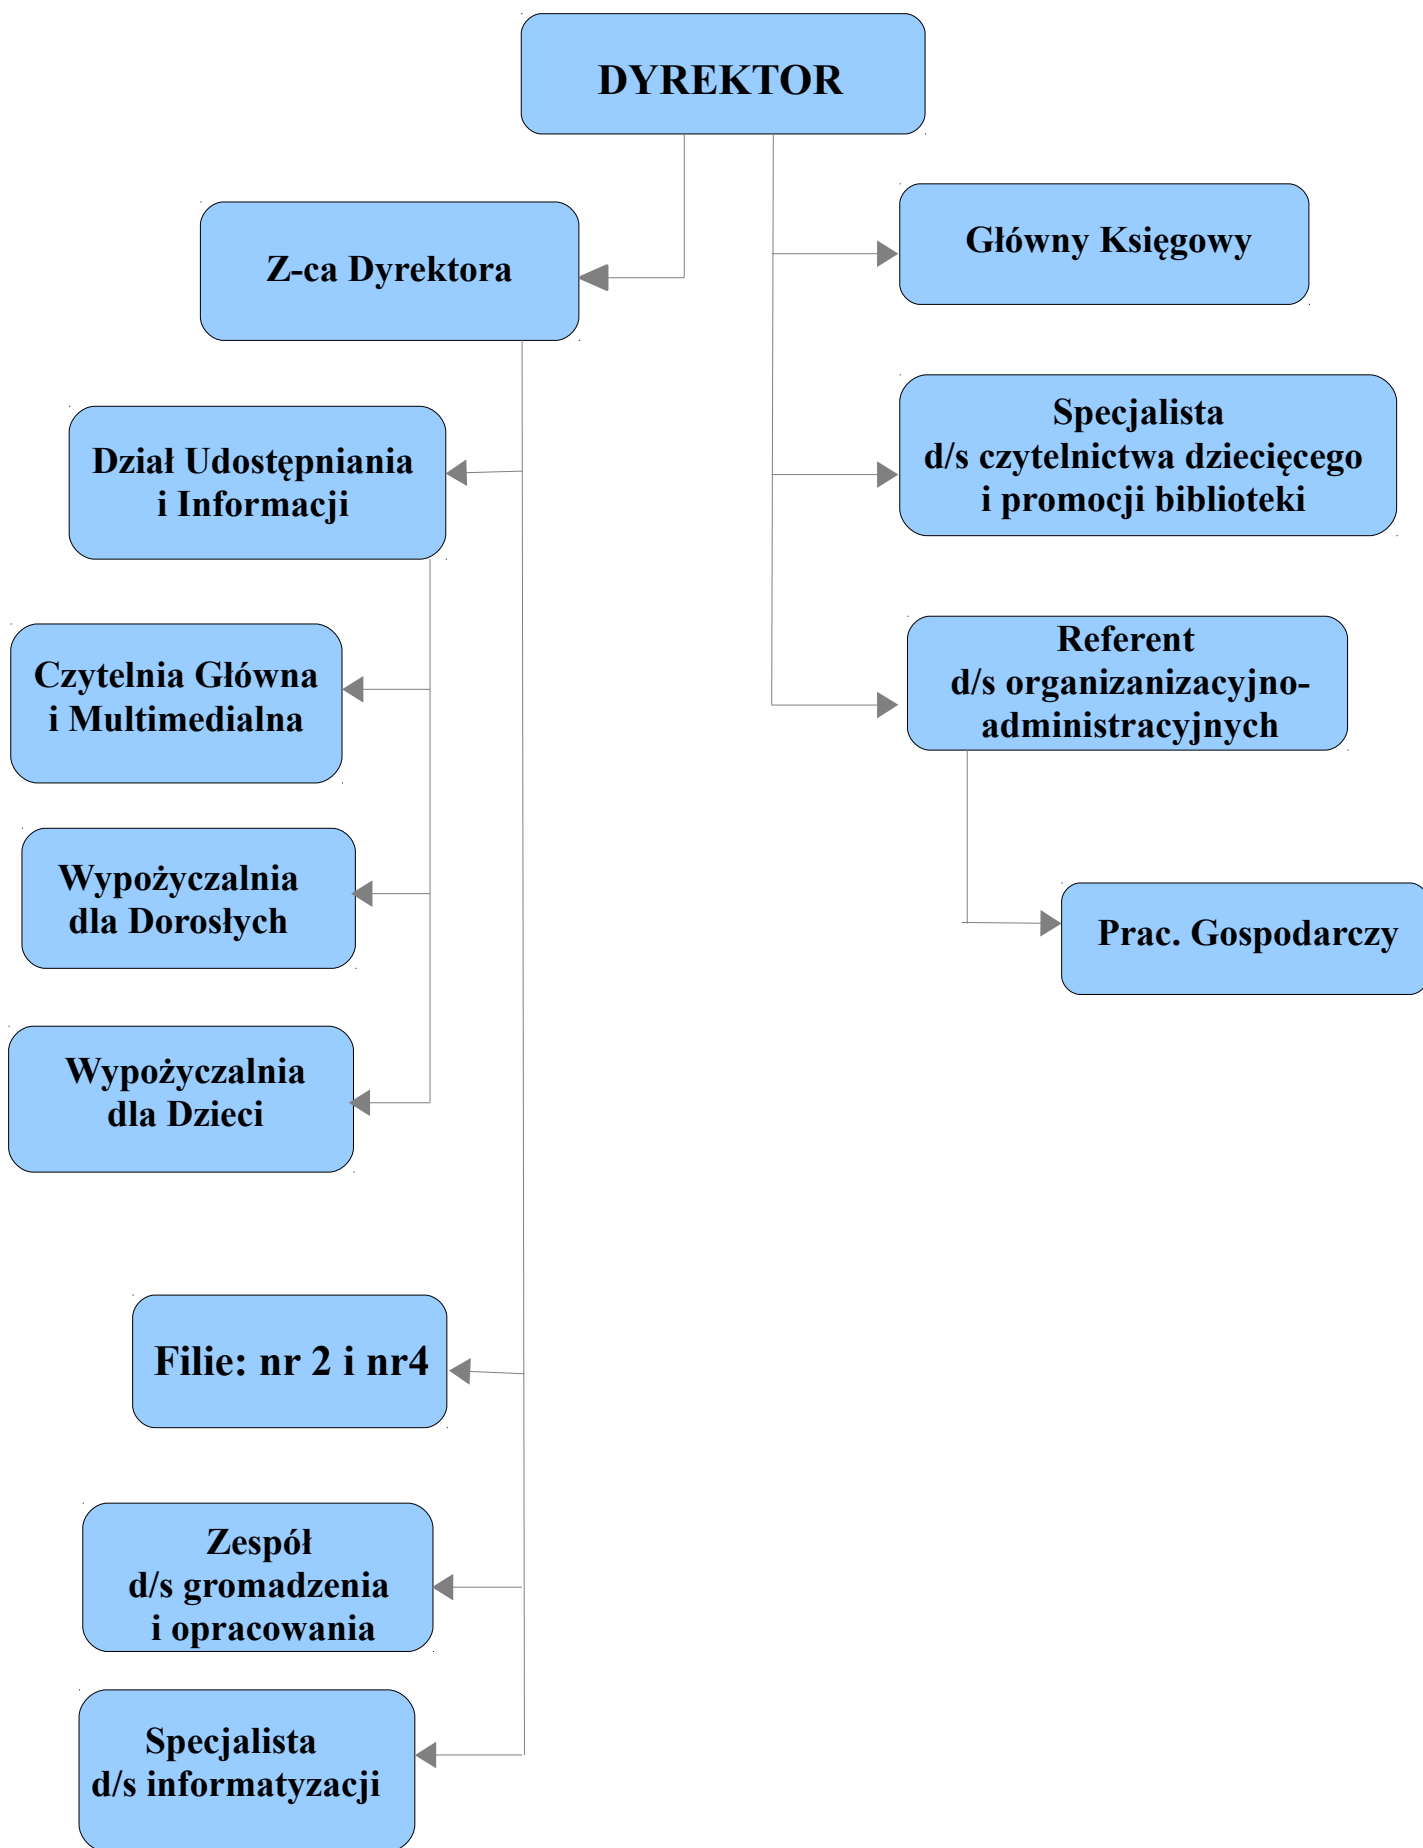 DYREKTOR
Z-ca Dyrektora
Główny Księgowy
Specjalista
d/s czytelnictwa dziecięcego
i promocji biblioteki
Dział Udostępniania
i Informacji
Referent
d/s organizanizacyjno-
administracyjnych
Czytelnia Główna
i Multimedialna
Wypożyczalnia
dla Dorosłych
Prac. Gospodarczy
Wypożyczalnia
dla Dzieci
Filie: nr 2 i nr4
Zespół
d/s gromadzenia
i opracowania
Specjalista
d/s informatyzacji